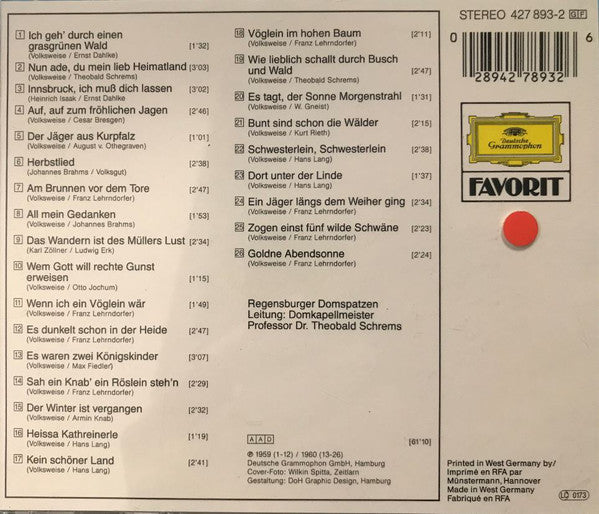 1 Ich geh' durch einen
grasgrünen Wald [1'32]
(Volksweise / Ernst Dahlke)
2 Nun ade, du mein lieb Heimatland
(Volksweise / Theobald Schrems) [3'03]
3 Innsbruck, ich muß dich lassen
(Heinrich Isaak / Ernst Dahlke) [3'02]
4 Auf, auf zum fröhlichen Jagen
(Volksweise / Cesar Bresgen) [2'46]
5 Der Jäger aus Kurpfalz
(Volksweise / August v. Othegraven) [1'01]
6 Herbstlied [2'38]
(Johannes Brahms / Volksgut)
7 Am Brunnen vor dem Tore
(Volksweise / Franz Lehrndorfer) [2'47]
8 All mein Gedanken [1'53]
(Volksweise / Johannes Brahms)
9 Das Wandern ist des Müllers Lust [2'34]
(Karl Zöllner / Ludwig Erk)
10 Wem Gott will rechte Gunst
erweisen [1'15]
(Volksweise / Otto Jochum)
11 Wenn ich ein Vöglein wär [1'49]
(Volksweise / Franz Lehrndorfer)
12 Es dunkelt schon in der Heide
(Volksweise / Franz Lehrndorfer) [2'47]
13 Es waren zwei Königskinder
(Volksweise / Max Fiedler) [3'07]
14 Sah ein Knab' ein Röslein steh'n
(Volksweise / Franz Lehrndorfer) [2'29]
15 Der Winter ist vergangen
(Volksweise / Armin Knab) [2'32]
16 Heissa Kathreinerle [1'19]
(Volksweise / Hans Lang)
17 Kein schöner Land [2'41]
(Volksweise / Hans Lang)
18 Vöglein im hohen Baum [2'11]
(Volksweise / Franz Lehrndorfer)
19 Wie lieblich schallt durch Busch
und Wald [2'47]
(Volksweise / Theobald Schrems)
20 Es tagt, der Sonne Morgenstrahl
(Volksweise / W. Gneist) [1'31]
21 Bunt sind schon die Wälder [2'15]
(Volksweise / Kurt Rieth)
22 Schwesterlein, Schwesterlein
(Volksweise / Hans Lang) [2'38]
23 Dort unter der Linde [1'37]
(Volksweise / Hans Lang)
24 Ein Jäger längs dem Weiher ging [2'34]
(Volksweise / Franz Lehrndorfer)
25 Zogen einst fünf wilde Schwäne
(Volksweise / Franz Lehrndorfer) [2'23]
26 Goldne Abendsonne [2'24]
(Volksweise / Franz Lehrndorfer)
Regensburger Domspatzen
Leitung: Domkapellmeister
Professor Dr. Theobald Schrems
AAD [61'10]
℗ 1959 (1-12) / 1960 (13-26)
Deutsche Grammophon GmbH, Hamburg
Cover-Foto: Wilkin Spitta, Zeitlarn
Gestaltung: DoH Graphic Design, Hamburg
STEREO 427 893-2 GF
0 6
28942 78932
Deutsche
Grammophon
FAVORIT
Printed in West Germany by/
Imprimé en RFA par
Münstermann, Hannover
Made in West Germany
Fabriqué en RFA
LC 0173